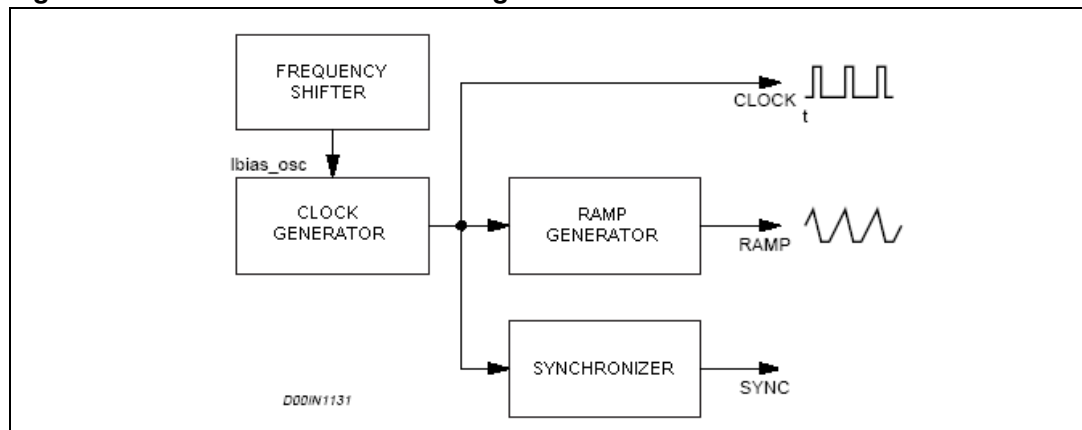 FREQUENCY
SHIFTER
CLOCK
t
Ibias_osc
CLOCK
GENERATOR
RAMP
GENERATOR
RAMP
SYNCHRONIZER
SYNC
D00IN1131